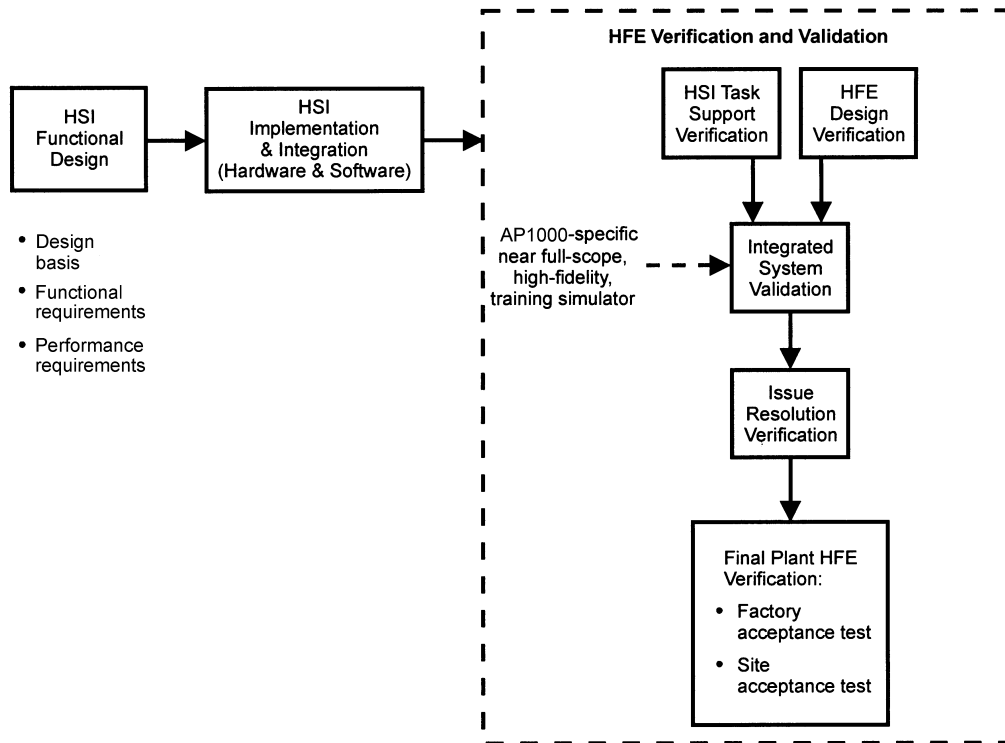 HFE Verification and Validation
HSI
Functional
Design
HSI
Implementation
& Integration
(Hardware & Software)
• Design
basis
• Functional
requirements
• Performance
requirements
HSI Task
Support
Verification
HFE
Design
Verification
AP1000-specific
near full-scope,
high-fidelity,
training simulator
Integrated
System
Validation
Issue
Resolution
Verification
Final Plant HFE
Verification:
• Factory
acceptance test
• Site
acceptance test